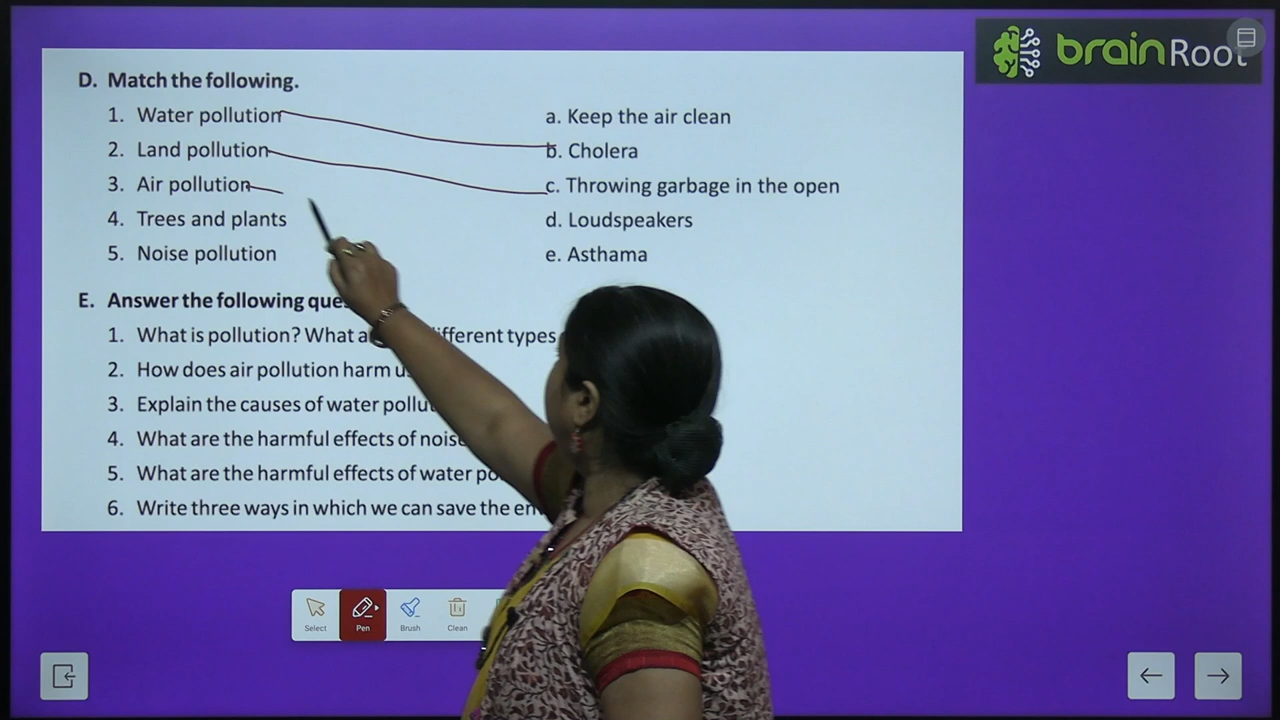 brainRoot
D. Match the following.
1. Water pollution a. Keep the air clean
2. Land pollution b. Cholera
3. Air pollution c. Throwing garbage in the open
4. Trees and plants d. Loudspeakers
5. Noise pollution e. Asthama
E. Answer the following
1. What is pollution? What different types
2. How does air pollution harm
3. Explain the causes of water
4. What are the harmful effects of
5. What are the harmful effects of water
6. Write three ways in which we can save the
Select Pen Brush Clean